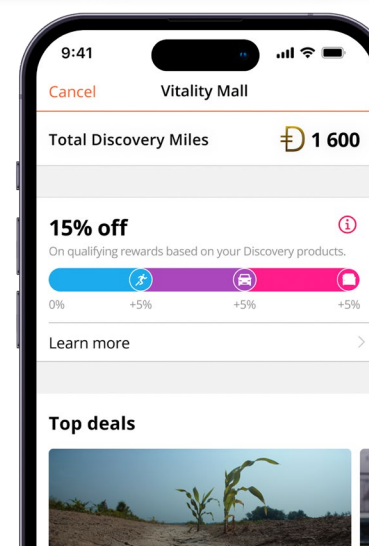 9:41
Cancel Vitality Mall
Total Discovery Miles 1 600
15% off
On qualifying rewards based on your Discovery products.
0% +5% +5% +5%
Learn more
Top deals